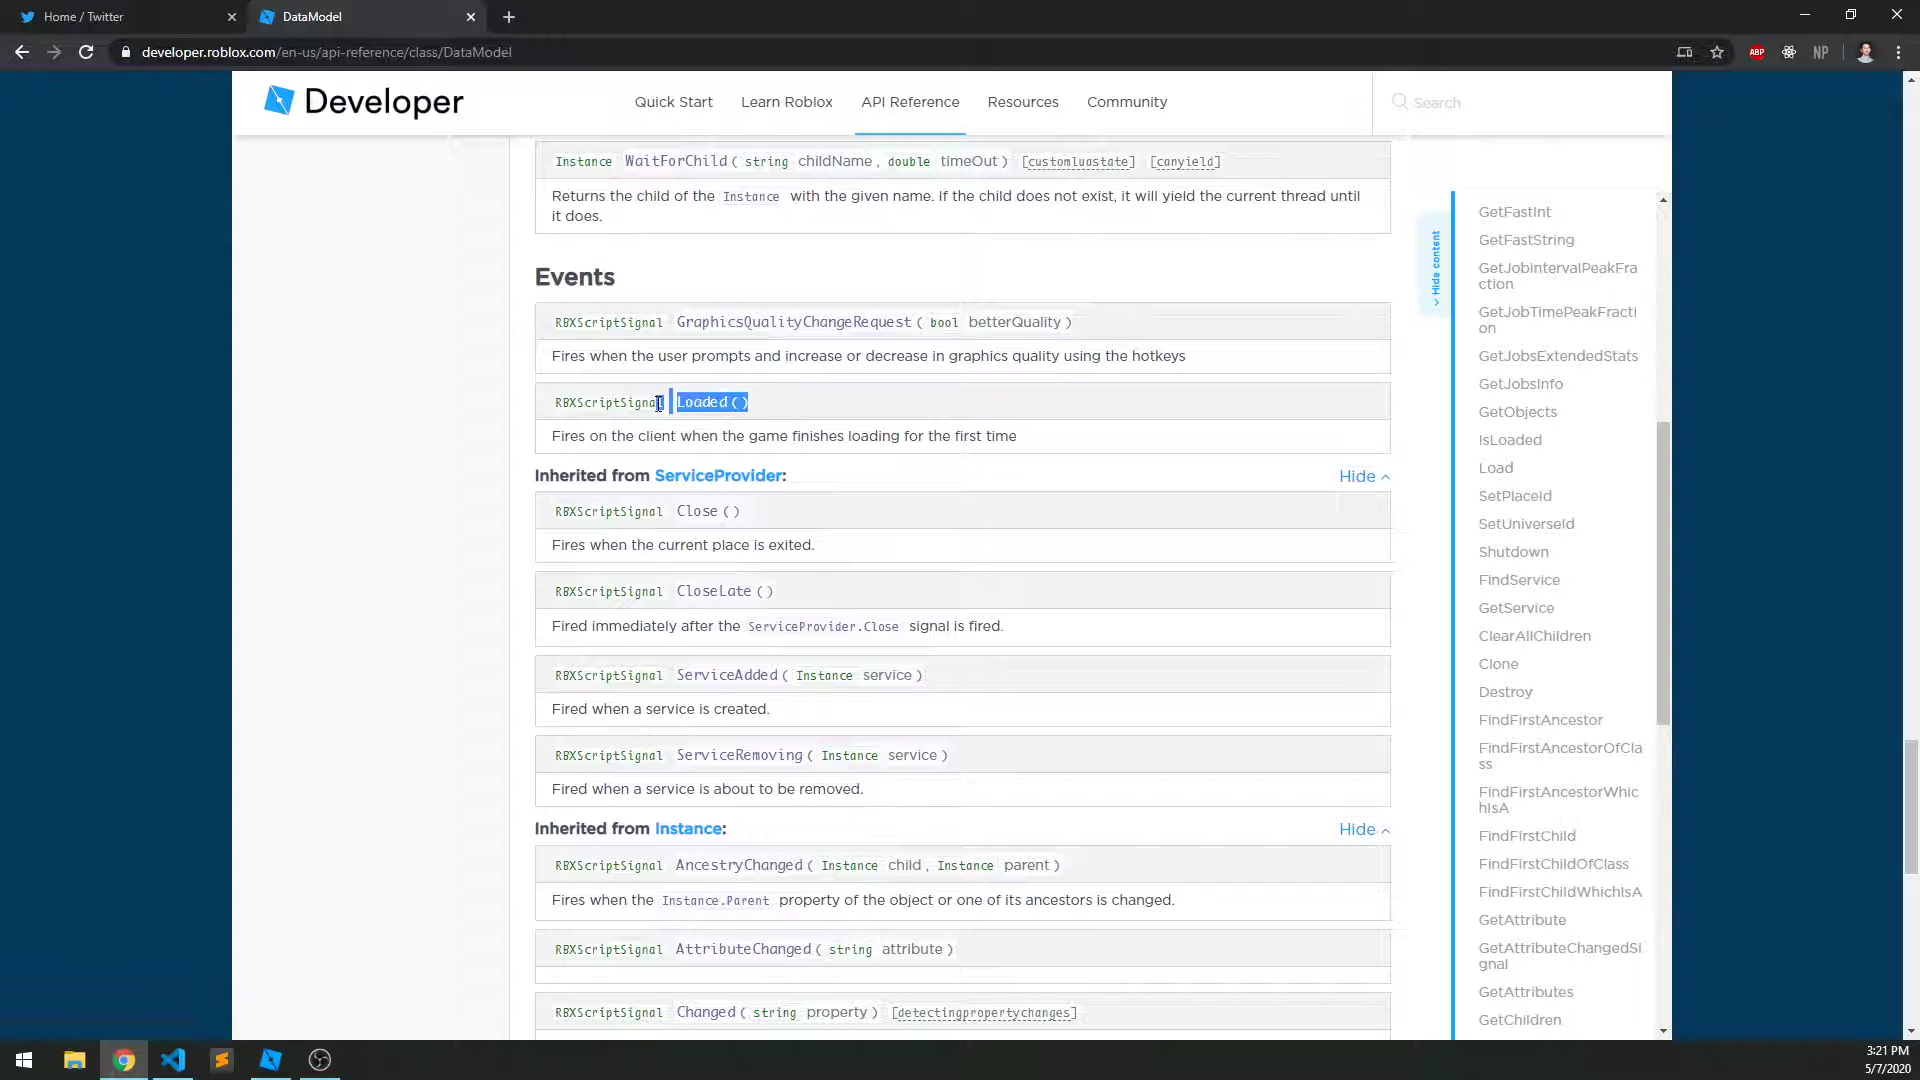 Home / Twitter
DataModel
developer.roblox.com/en-us/api-reference/class/DataModel
ABP
NP
Developer
Quick Start
Learn Roblox
API Reference
Resources
Community
Search
Instance WaitForChild ( string childName , double timeOut ) [customluastate] [canyield]
Returns the child of the Instance with the given name. If the child does not exist, it will yield the current thread until
it does.
Events
RBXScriptSignal GraphicsQualityChangeRequest ( bool betterQuality )
Fires when the user prompts and increase or decrease in graphics quality using the hotkeys
RBXScriptSignal Loaded ( )
Fires on the client when the game finishes loading for the first time
Inherited from ServiceProvider:
Hide
RBXScriptSignal Close ( )
Fires when the current place is exited.
RBXScriptSignal CloseLate ( )
Fired immediately after the ServiceProvider.Close signal is fired.
RBXScriptSignal ServiceAdded ( Instance service )
Fired when a service is created.
RBXScriptSignal ServiceRemoving ( Instance service )
Fired when a service is about to be removed.
Inherited from Instance:
Hide
RBXScriptSignal AncestryChanged ( Instance child , Instance parent )
Fires when the Instance.Parent property of the object or one of its ancestors is changed.
RBXScriptSignal AttributeChanged ( string attribute )
RBXScriptSignal Changed ( string property ) [detectingpropertychanges]
Hide content
GetFastInt
GetFastString
GetJobIntervalPeakFra
ction
GetJobTimePeakFracti
on
GetJobsExtendedStats
GetJobsInfo
GetObjects
IsLoaded
Load
SetPlaceId
SetUniverseId
Shutdown
FindService
GetService
ClearAllChildren
Clone
Destroy
FindFirstAncestor
FindFirstAncestorOfCla
ss
FindFirstAncestorWhic
hIsA
FindFirstChild
FindFirstChildOfClass
FindFirstChildWhichIsA
GetAttribute
GetAttributeChangedSi
gnal
GetAttributes
GetChildren
3:21 PM
5/7/2020